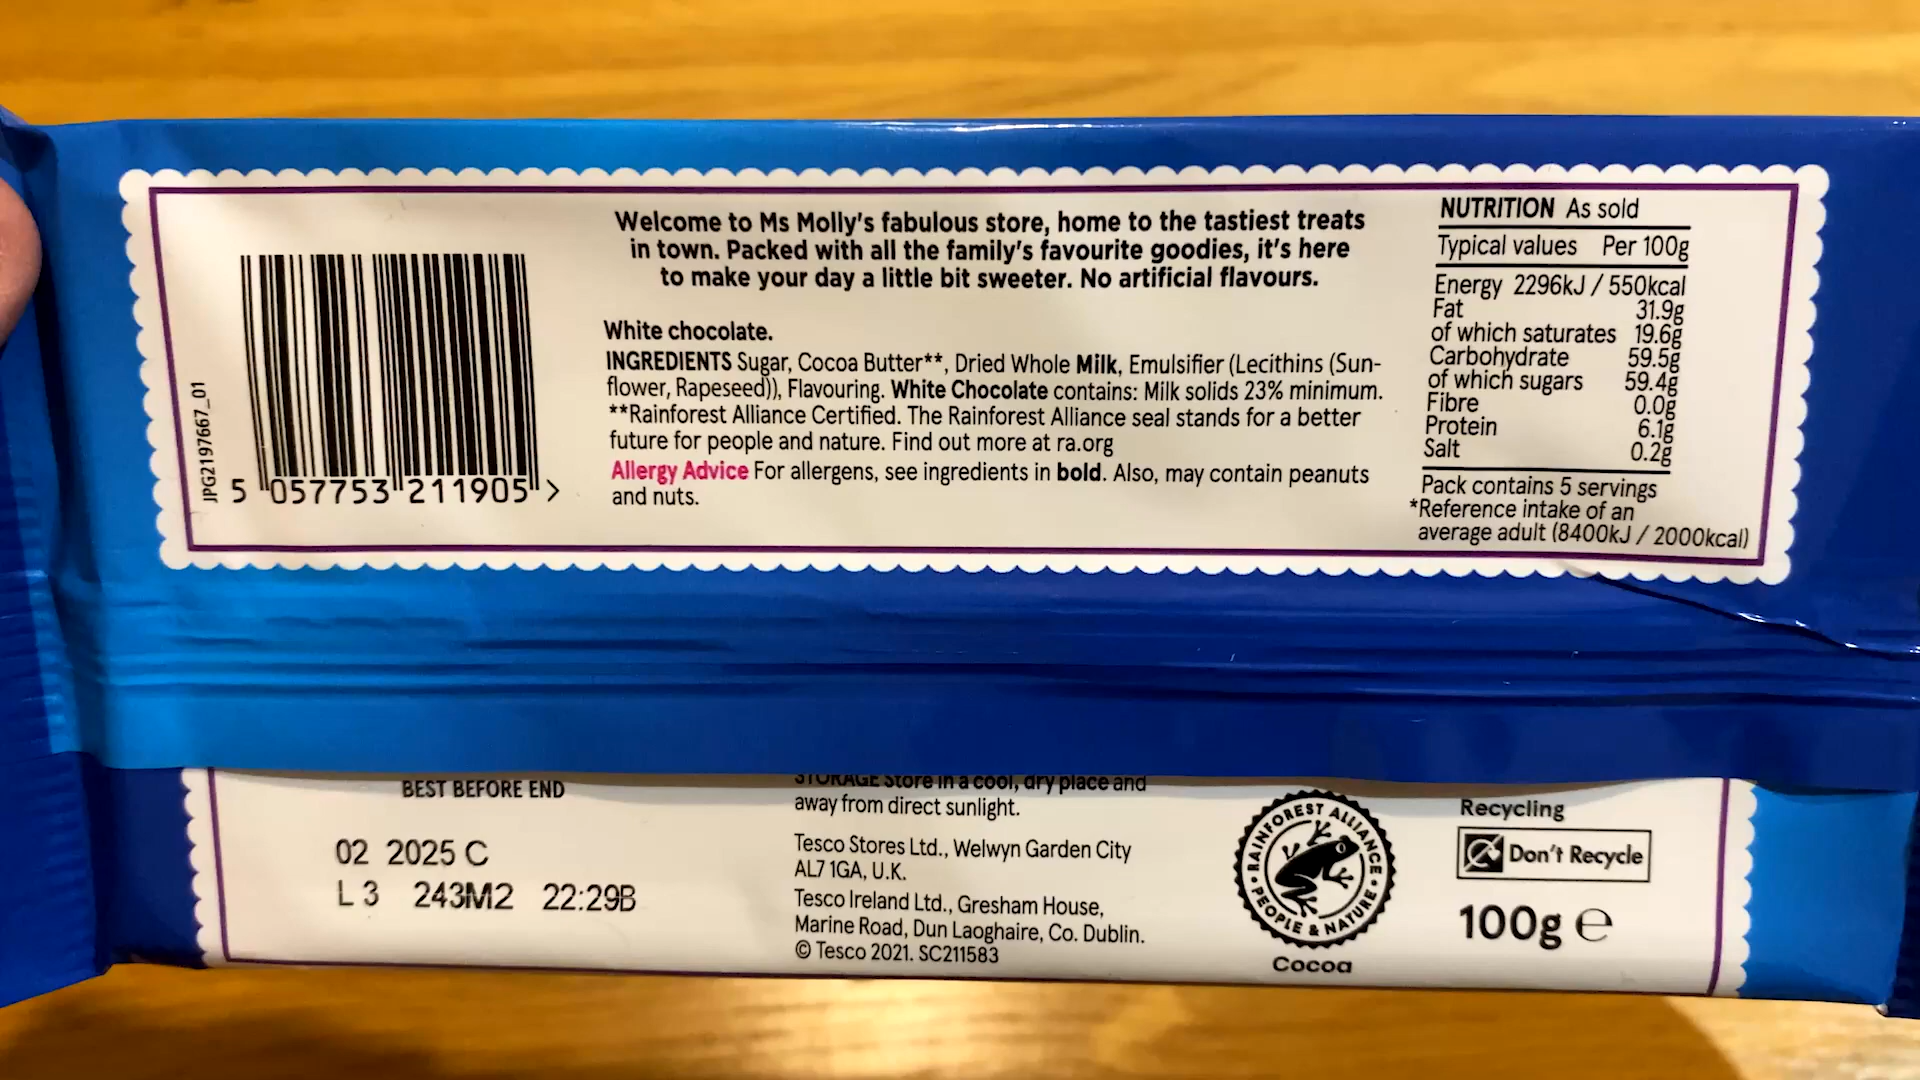 Welcome to Ms Molly's fabulous store, home to the tastiest treats
in town. Packed with all the family's favourite goodies, it's here
to make your day a little bit sweeter. No artificial flavours.
White chocolate.
INGREDIENTS Sugar, Cocoa Butter**, Dried Whole Milk, Emulsifier (Lecithins (Sun-
flower, Rapeseed)), Flavouring. White Chocolate contains: Milk solids 23% minimum.
**Rainforest Alliance Certified. The Rainforest Alliance seal stands for a better
future for people and nature. Find out more at ra.org
Allergy Advice For allergens, see ingredients in bold. Also, may contain peanuts
and nuts.
JPG2197667_01
5 057753 211905 >
NUTRITION As sold
Typical values Per 100g
Energy 2296kJ / 550kcal
Fat 31.9g
of which saturates 19.6g
Carbohydrate 59.5g
of which sugars 59.4g
Fibre 0.0g
Protein 6.1g
Salt 0.2g
Pack contains 5 servings
*Reference intake of an
average adult (8400kJ / 2000kcal)
BEST BEFORE END
02 2025 C
L 3 243M2 22:29B
STORAGE Store in a cool, dry place and
away from direct sunlight.
Tesco Stores Ltd., Welwyn Garden City
AL7 1GA, U.K.
Tesco Ireland Ltd., Gresham House,
Marine Road, Dun Laoghaire, Co. Dublin.
© Tesco 2021. SC211583
RAINFOREST ALLIANCE
PEOPLE & NATURE
Cocoa
Recycling
Don't Recycle
100g ℮